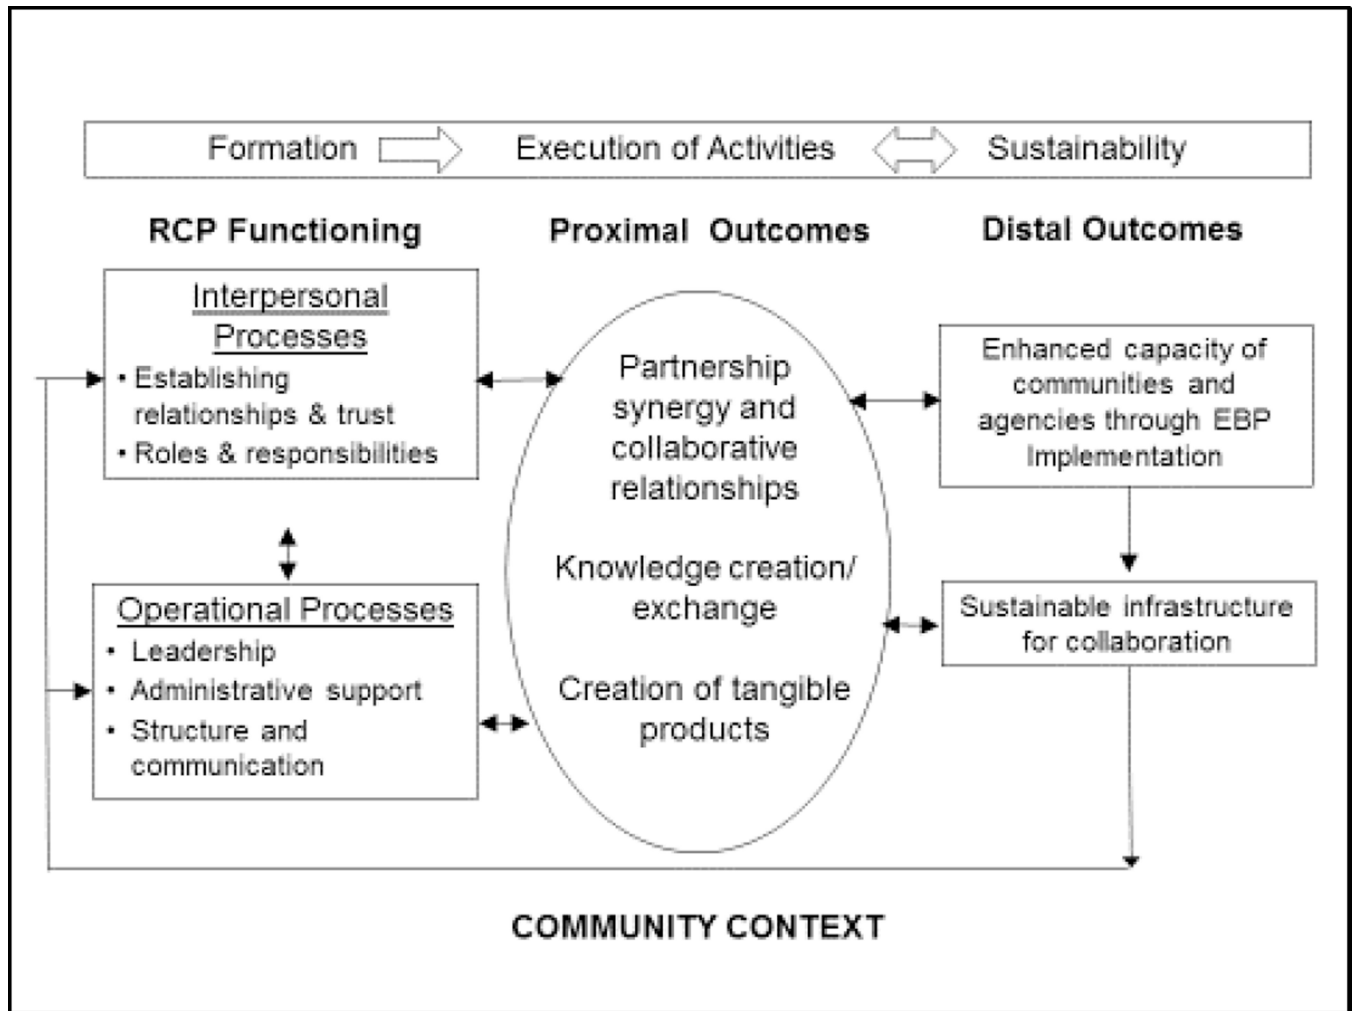 Formation Execution of Activities Sustainability
RCP Functioning Proximal Outcomes Distal Outcomes
Interpersonal
Processes
• Establishing
relationships & trust
• Roles & responsibilities
Operational Processes
• Leadership
• Administrative support
• Structure and
communication
Partnership
synergy and
collaborative
relationships
Knowledge creation/
exchange
Creation of tangible
products
Enhanced capacity of
communities and
agencies through EBP
Implementation
Sustainable infrastructure
for collaboration
COMMUNITY CONTEXT